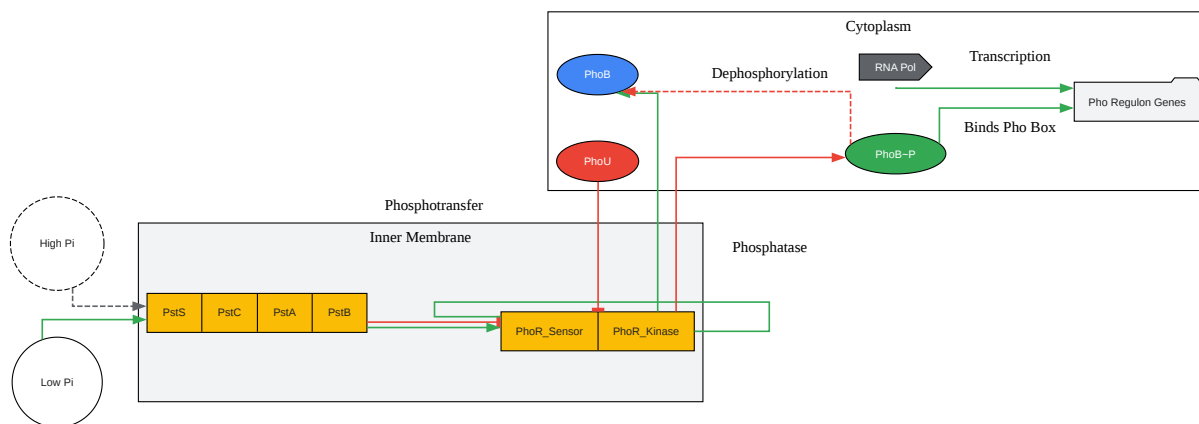 Cytoplasm
RNA Pol
Transcription
PhoB
Dephosphorylation
Pho Regulon Genes
Binds Pho Box
PhoU
PhoB~P
Phosphotransfer
Inner Membrane
High Pi
Phosphatase
PstS
PstC
PstA
PstB
PhoR_Sensor
PhoR_Kinase
Low Pi